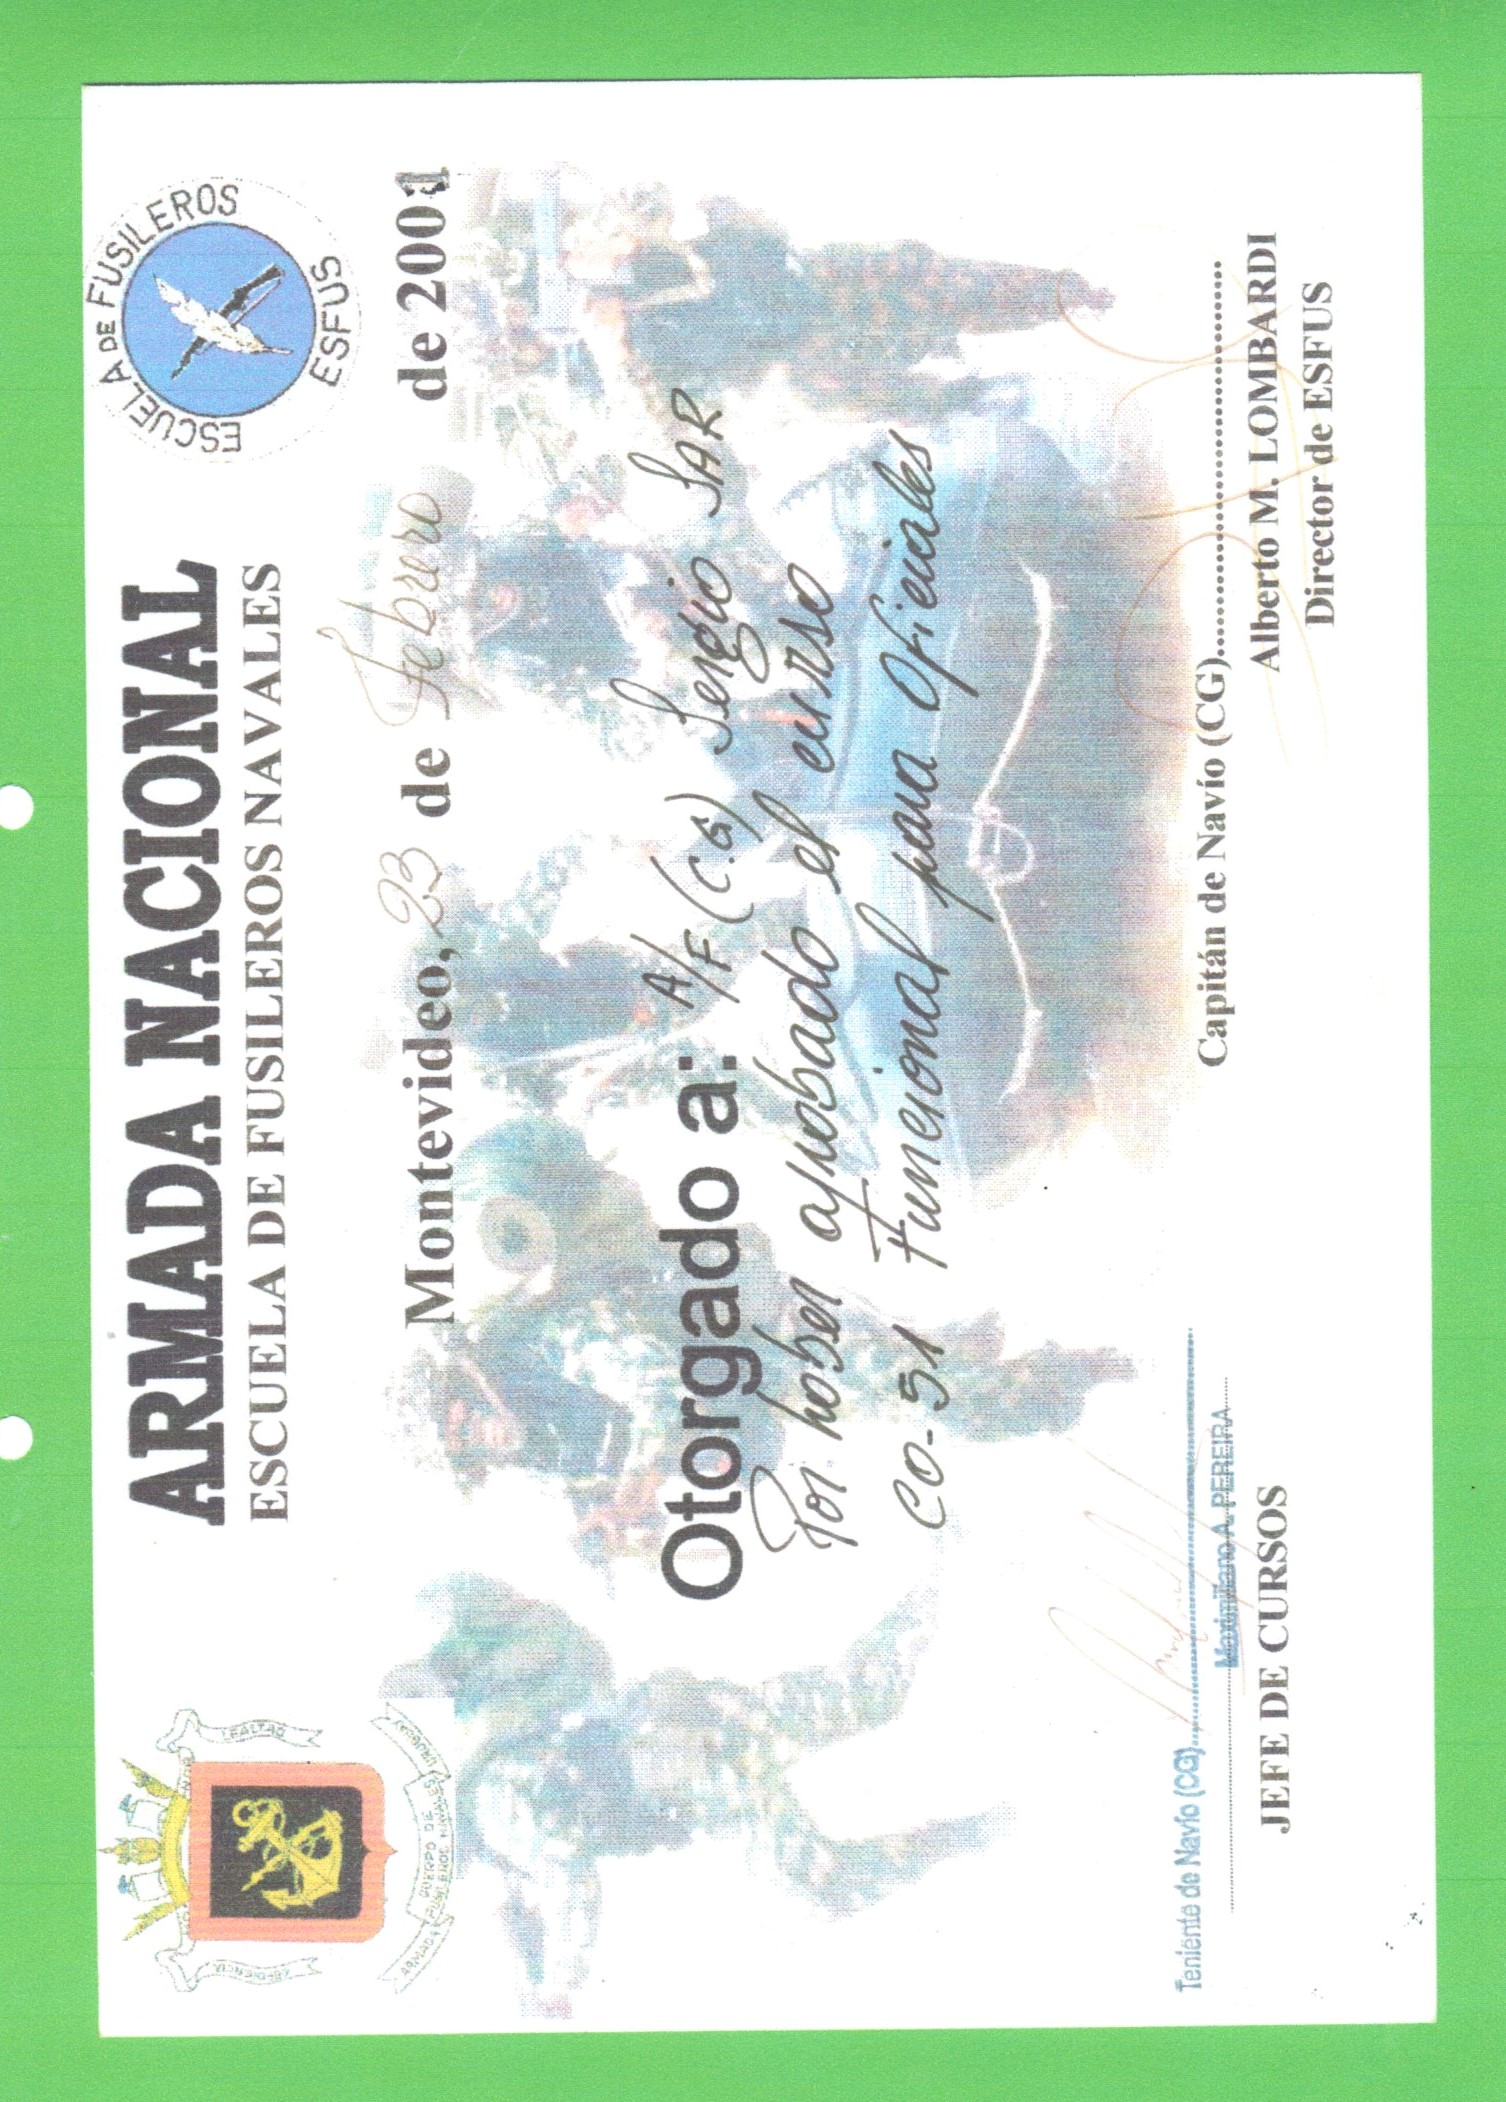 ARMADA NACIONAL
ESCUELA DE FUSILEROS NAVALES
ESCUELA DE FUSILEROS
ESFUS
ARMADA
CUERPO DE
FUSILEROS NAVALES
URUGUAY
Montevideo, 23 de Febrero de 2001
Otorgado a: A/F (C.G) Sergio SAR
Por haber aprobado el curso
CO-51 Funcional para Oficiales
Teniente de Navío (CG)
Maximiliano A. PEREIRA
JEFE DE CURSOS
Capitán de Navío (CG)
Alberto M. LOMBARDI
Director de ESFUS